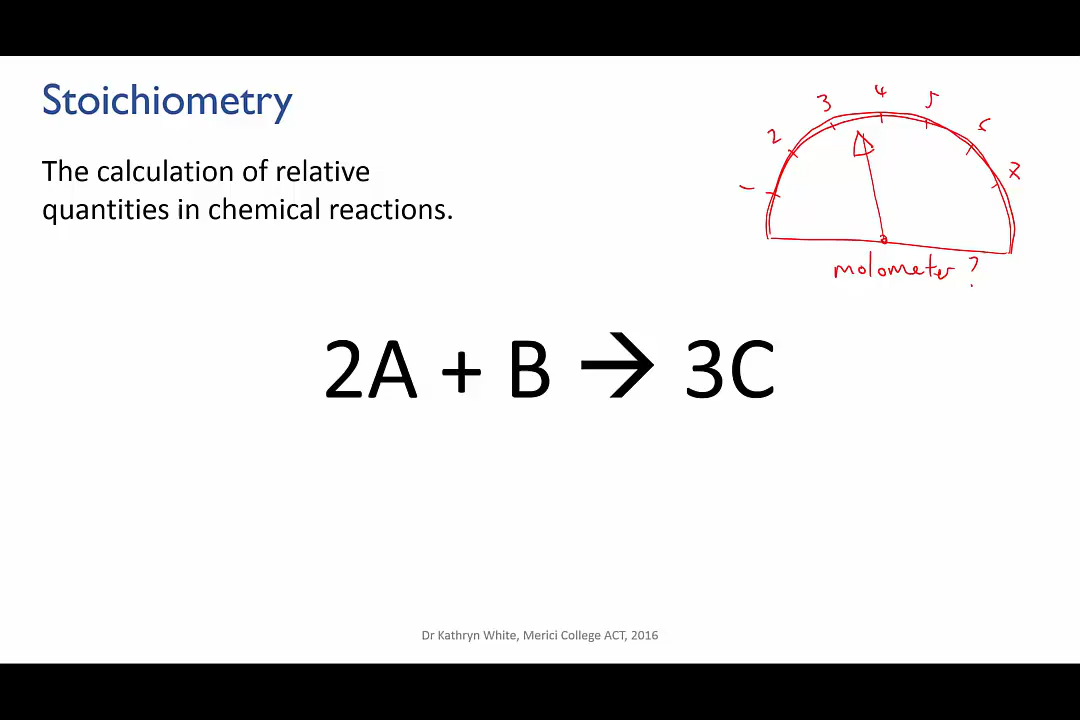 Stoichiometry
The calculation of relative
quantities in chemical reactions.
1 2 3 4 5 6 7
molometer ?
2A + B → 3C
Dr Kathryn White, Merici College ACT, 2016